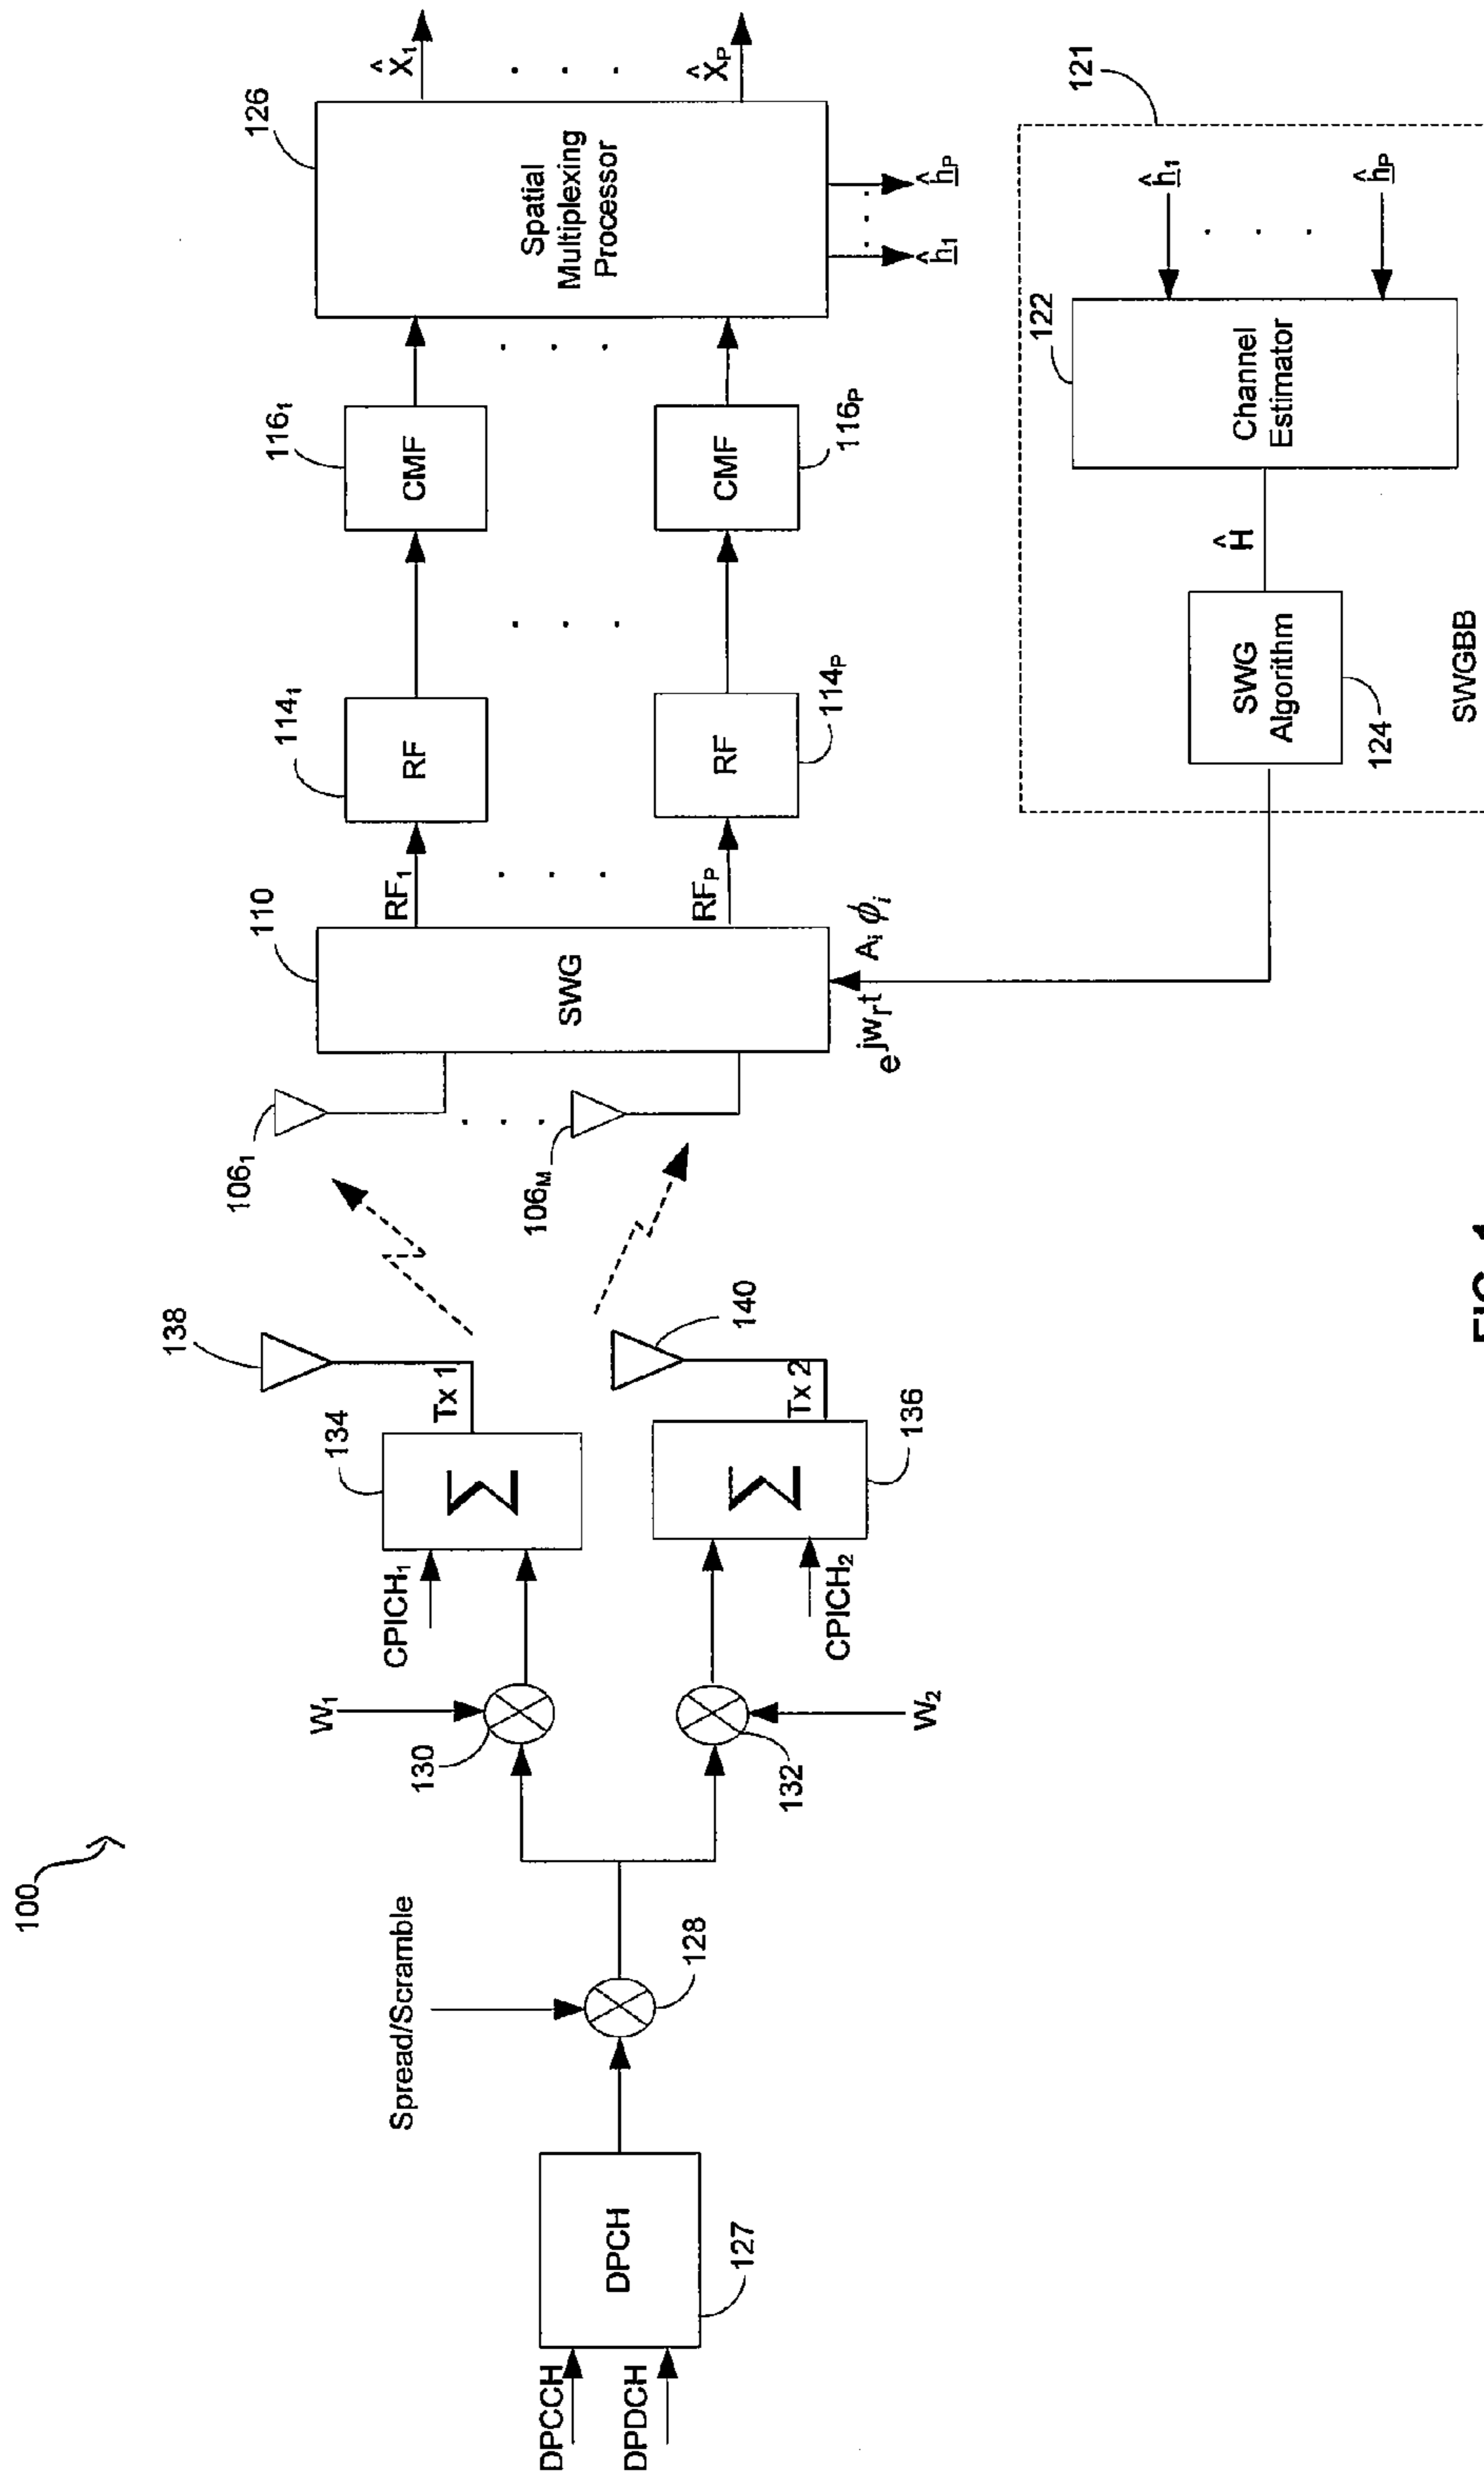 100
DPCCH
DPDCH
DPCH
127
Spread/Scramble
128
W₁
130
132
W₂
CPICH₁
CPICH₂
134
Σ
Σ
136
Tx 1
Tx 2
138
140
106₁
106M
. . .
110
SWG
e^jwrt Aᵢ ϕᵢ
RF₁
. . .
RFP
114₁
RF
. . .
RF
114P
116₁
CMF
CMF
116P
. . .
126
Spatial
Multiplexing
Processor
X̂₁
. . .
X̂P
ĥ₁ . . . ĥP
121
122
Channel
Estimator
ĥ₁
. . .
ĥP
Ĥ
SWG
Algorithm
124
SWGBB